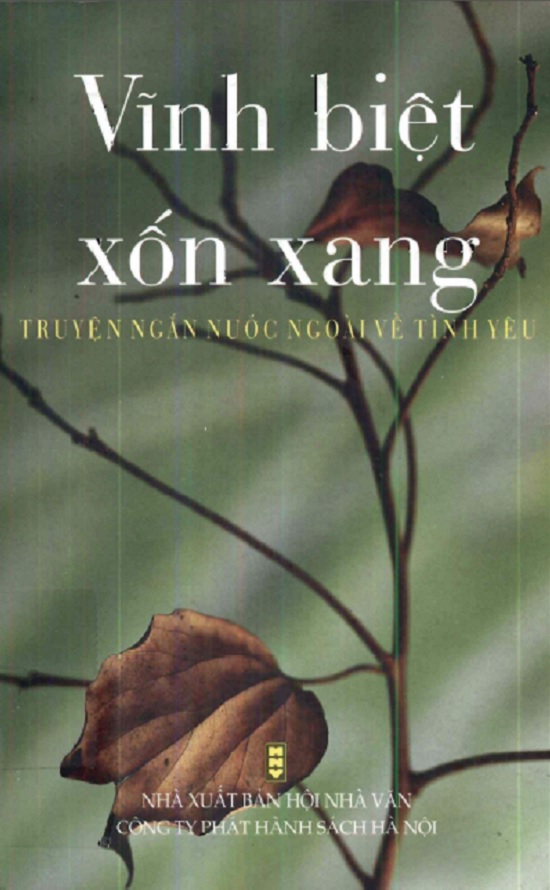 Vĩnh biệt
xốn xang
TRUYỆN NGẮN NƯỚC NGOÀI VỀ TÌNH YÊU
HNV
NHÀ XUẤT BẢN HỘI NHÀ VĂN
CÔNG TY PHÁT HÀNH SÁCH HÀ NỘI